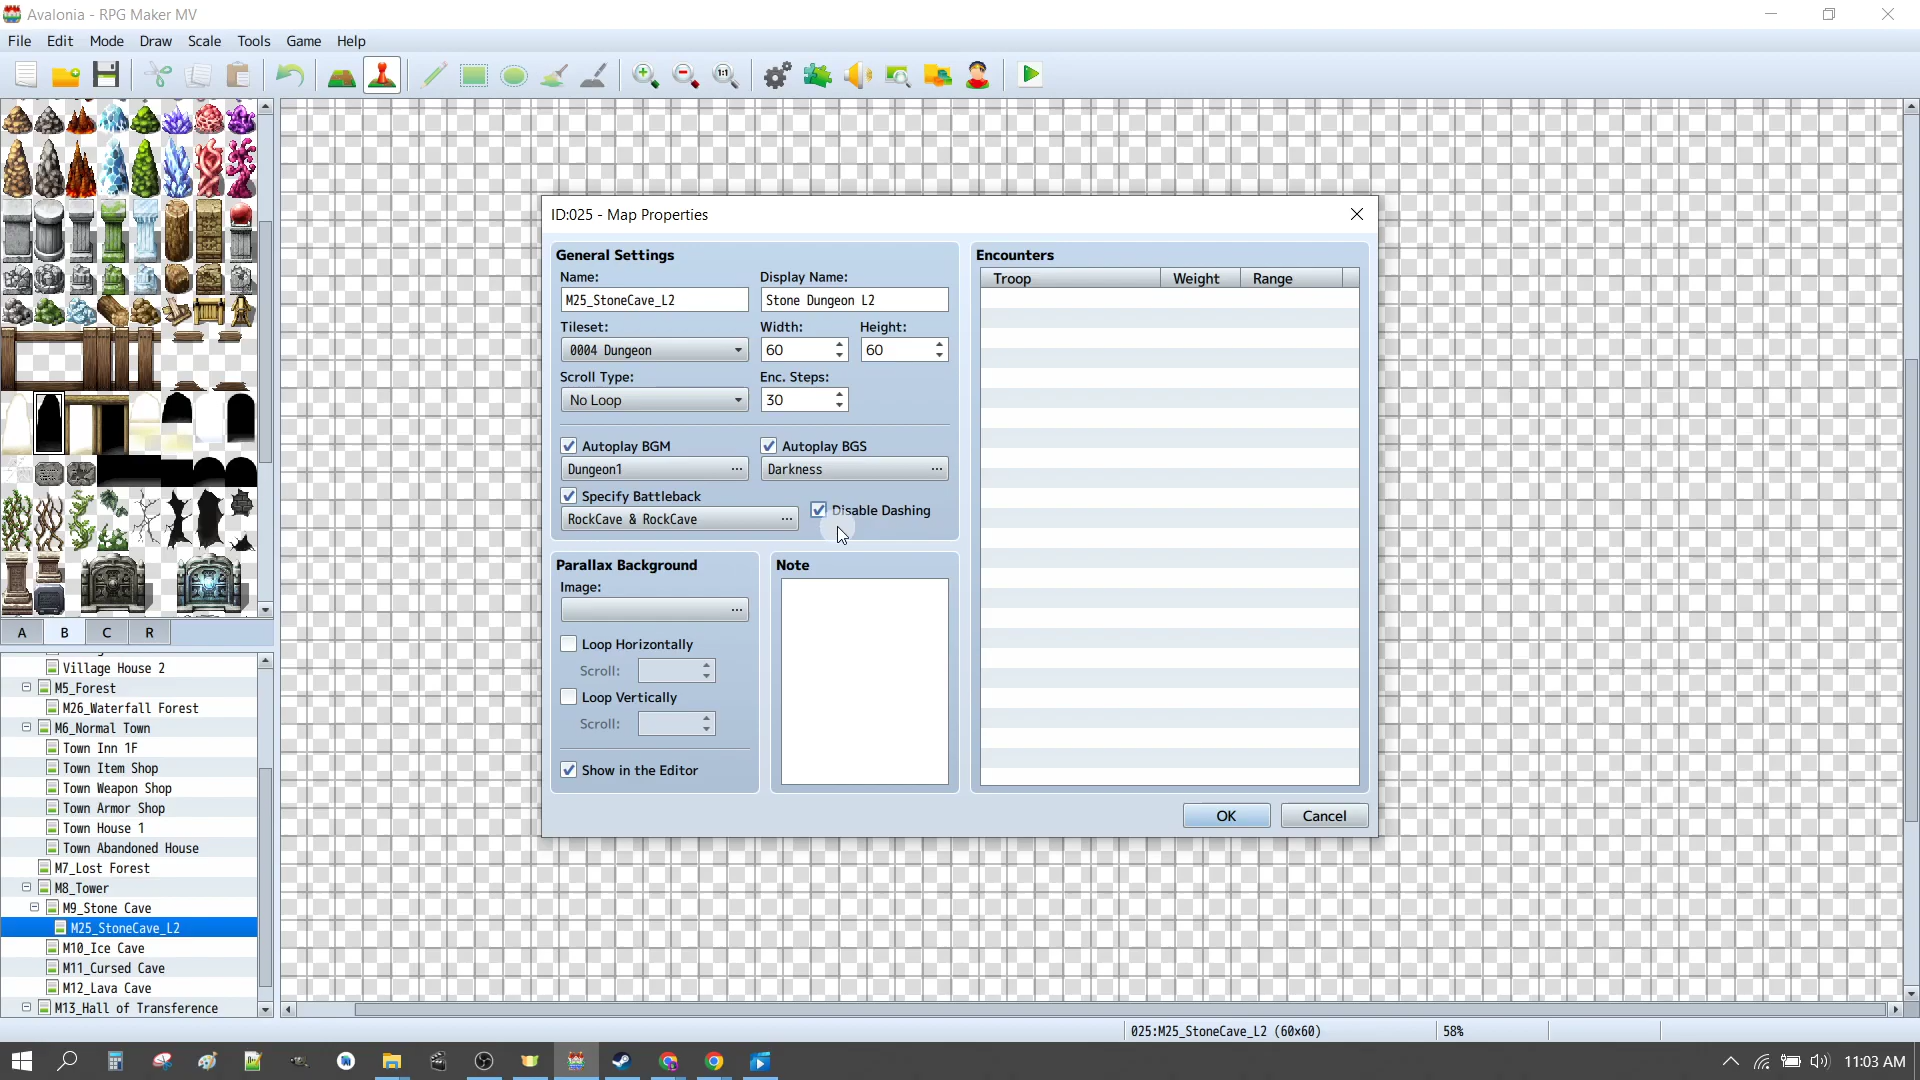 Avalonia - RPG Maker MV
File Edit Mode Draw Scale Tools Game Help
1:1
ID:025 - Map Properties
General Settings
Name:
Display Name:
M25_StoneCave_L2
Stone Dungeon L2
Tileset:
Width:
Height:
0004 Dungeon
60
60
Scroll Type:
Enc. Steps:
No Loop
30
Autoplay BGM
Autoplay BGS
Dungeon1 ...
Darkness ...
Specify Battleback
RockCave & RockCave ...
Disable Dashing
Parallax Background
Image:
...
Loop Horizontally
Scroll:
Loop Vertically
Scroll:
Show in the Editor
Note
Encounters
Troop Weight Range
OK Cancel
A B C R
Village House 2
M5_Forest
M26_Waterfall Forest
M6_Normal Town
Town Inn 1F
Town Item Shop
Town Weapon Shop
Town Armor Shop
Town House 1
Town Abandoned House
M7_Lost Forest
M8_Tower
M9_Stone Cave
M25_StoneCave_L2
M10_Ice Cave
M11_Cursed Cave
M12_Lava Cave
M13_Hall of Transference
025:M25_StoneCave_L2 (60x60) 58%
11:03 AM